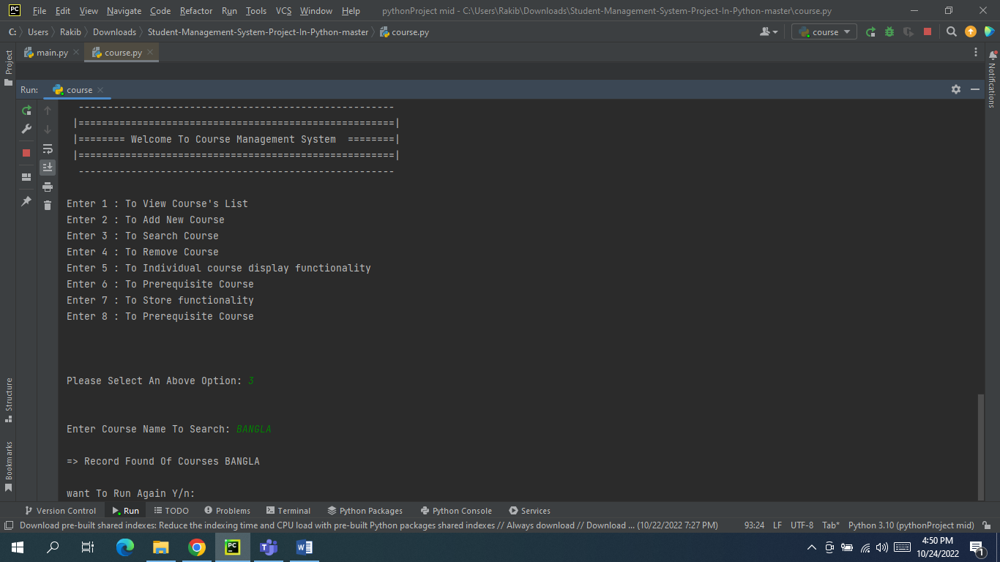 File Edit View Navigate Code Refactor Run Tools VCS Window Help pythonProject mid - C:\Users\Rakib\Downloads\Student-Management-System-Project-In-Python-master\course.py
C: Users Rakib Downloads Student-Management-System-Project-In-Python-master course.py course
main.py course.py
Project
Notifications
Run: course
------------------------------------------------------
|======================================================|
|======== Welcome To Course Management System  ========|
|======================================================|
------------------------------------------------------
Enter 1 : To View Course's List
Enter 2 : To Add New Course
Enter 3 : To Search Course
Enter 4 : To Remove Course
Enter 5 : To Individual course display functionality
Enter 6 : To Prerequisite Course
Enter 7 : To Store functionality
Enter 8 : To Prerequisite Course
Please Select An Above Option: 3
Enter Course Name To Search: BANGLA
=> Record Found Of Courses BANGLA
want To Run Again Y/n:
Structure
Bookmarks
Version Control Run TODO Problems Terminal Python Packages Python Console Services
Download pre-built shared indexes: Reduce the indexing time and CPU load with pre-built Python packages shared indexes // Always download // Download ... (10/22/2022 7:27 PM) 93:24 LF UTF-8 Tab* Python 3.10 (pythonProject mid)
4:50 PM
10/24/2022
1